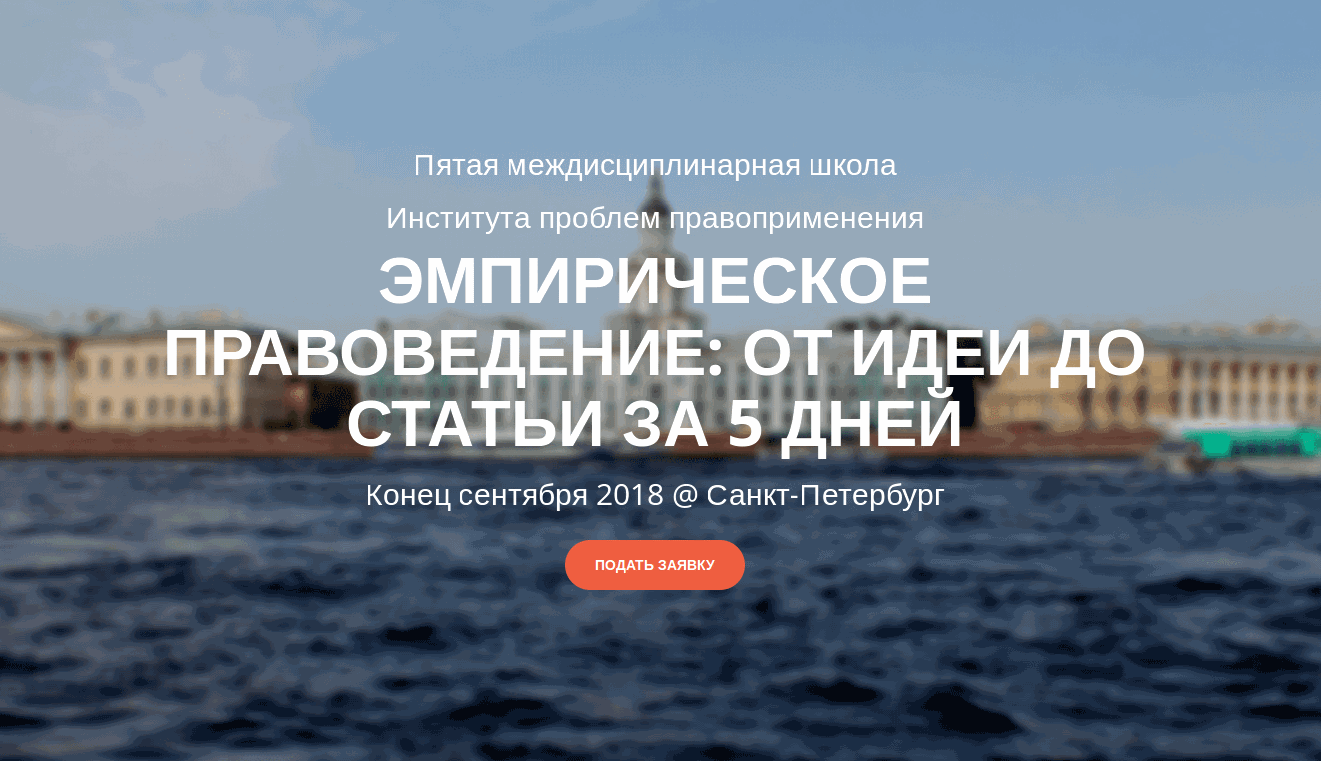 Пятая междисциплинарная школа
Института проблем правоприменения
ЭМПИРИЧЕСКОЕ
ПРАВОВЕДЕНИЕ: ОТ ИДЕИ ДО
СТАТЬИ ЗА 5 ДНЕЙ
Конец сентября 2018 @ Санкт-Петербург
ПОДАТЬ ЗАЯВКУ